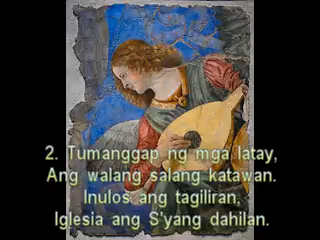 2. Tumanggap ng mga latay,
Ang walang salang katawan.
Inulos ang tagiliran,
Iglesia ang S'yang dahilan.